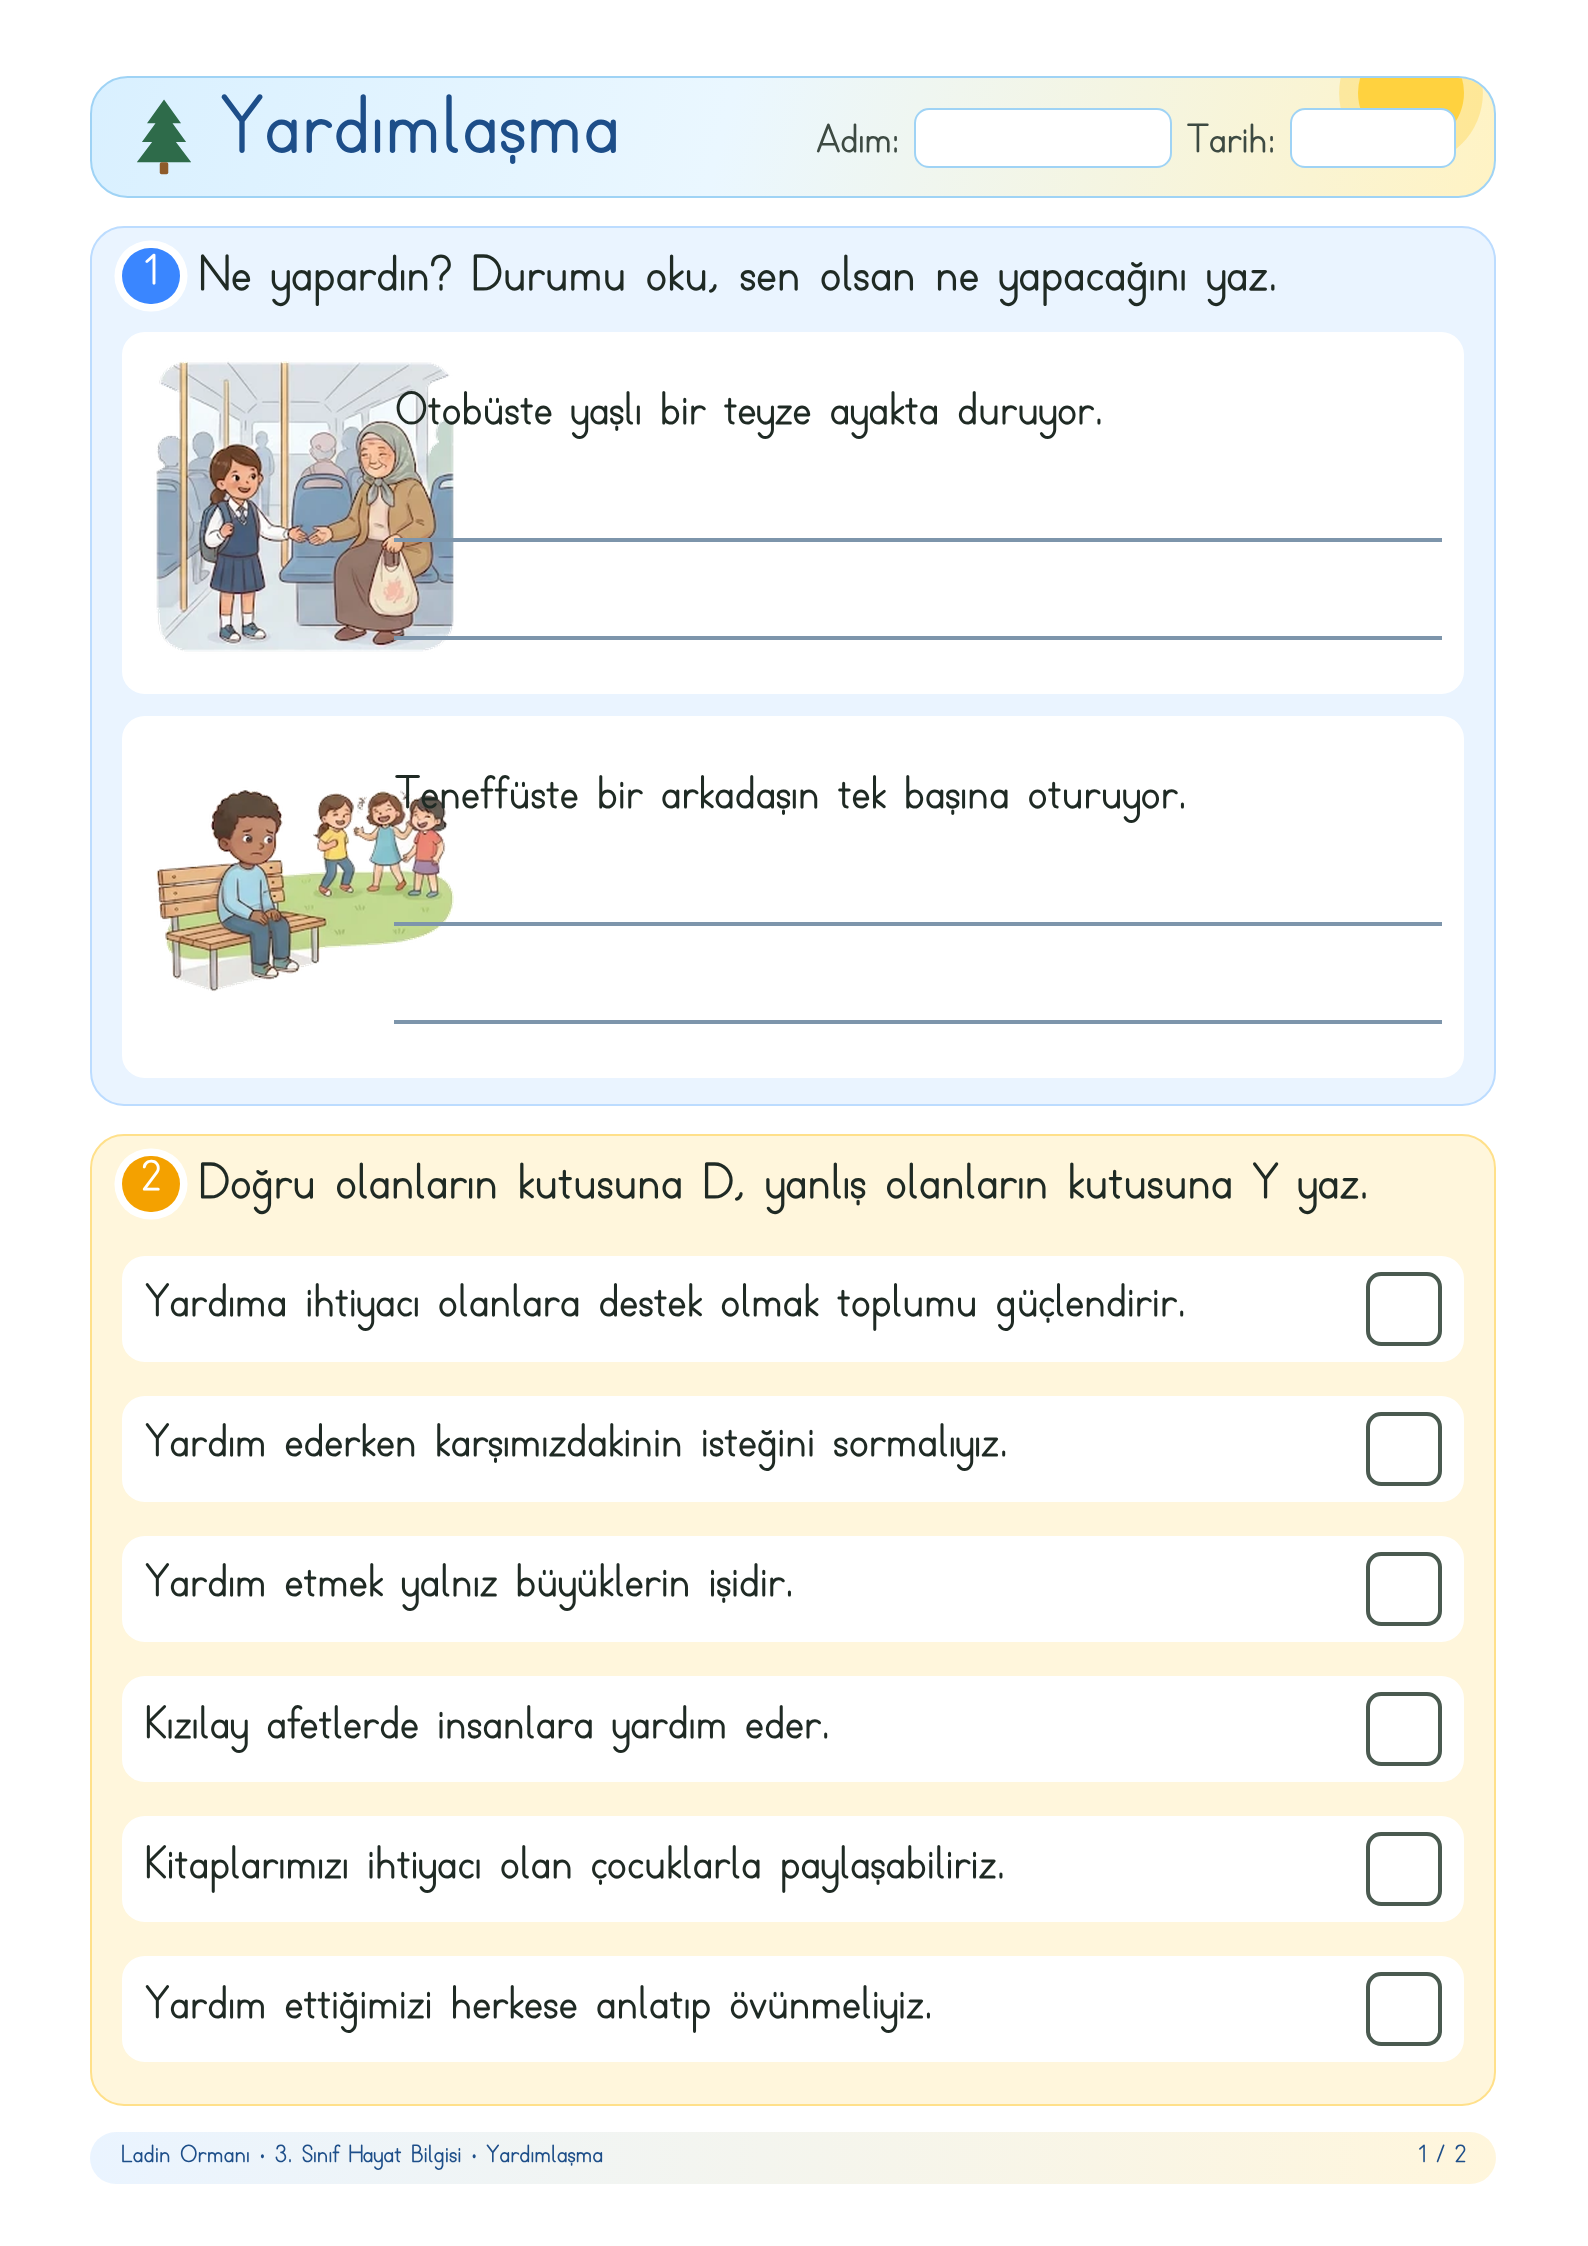 Yardımlaşma
Adım:
Tarih:
1
Ne yapardın? Durumu oku, sen olsan ne yapacağını yaz.
Otobüste yaşlı bir teyze ayakta duruyor.
Teneffüste bir arkadaşın tek başına oturuyor.
2
Doğru olanların kutusuna D, yanlış olanların kutusuna Y yaz.
Yardıma ihtiyacı olanlara destek olmak toplumu güçlendirir.
Yardım ederken karşımızdakinin isteğini sormalıyız.
Yardım etmek yalnız büyüklerin işidir.
Kızılay afetlerde insanlara yardım eder.
Kitaplarımızı ihtiyacı olan çocuklarla paylaşabiliriz.
Yardım ettiğimizi herkese anlatıp övünmeliyiz.
Ladin Ormanı • 3. Sınıf Hayat Bilgisi • Yardımlaşma
1 / 2